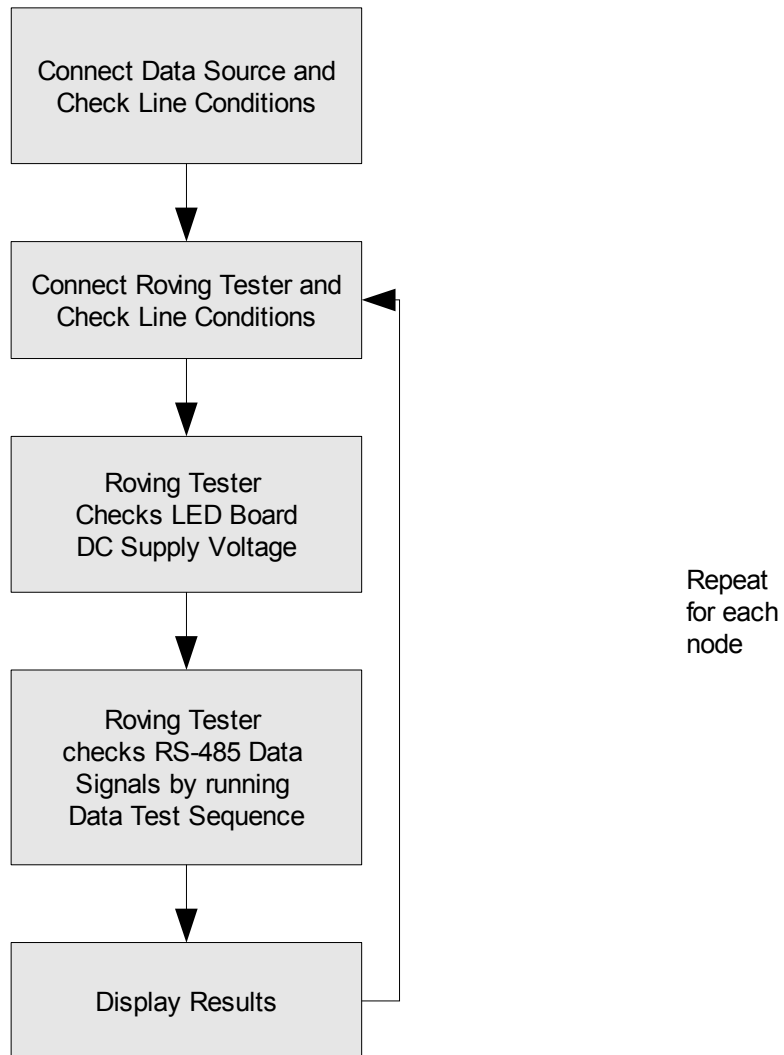 Connect Data Source and
Check Line Conditions
Connect Roving Tester and
Check Line Conditions
Roving Tester
Checks LED Board
DC Supply Voltage
Repeat
for each
node
Roving Tester
checks RS-485 Data
Signals by running
Data Test Sequence
Display Results